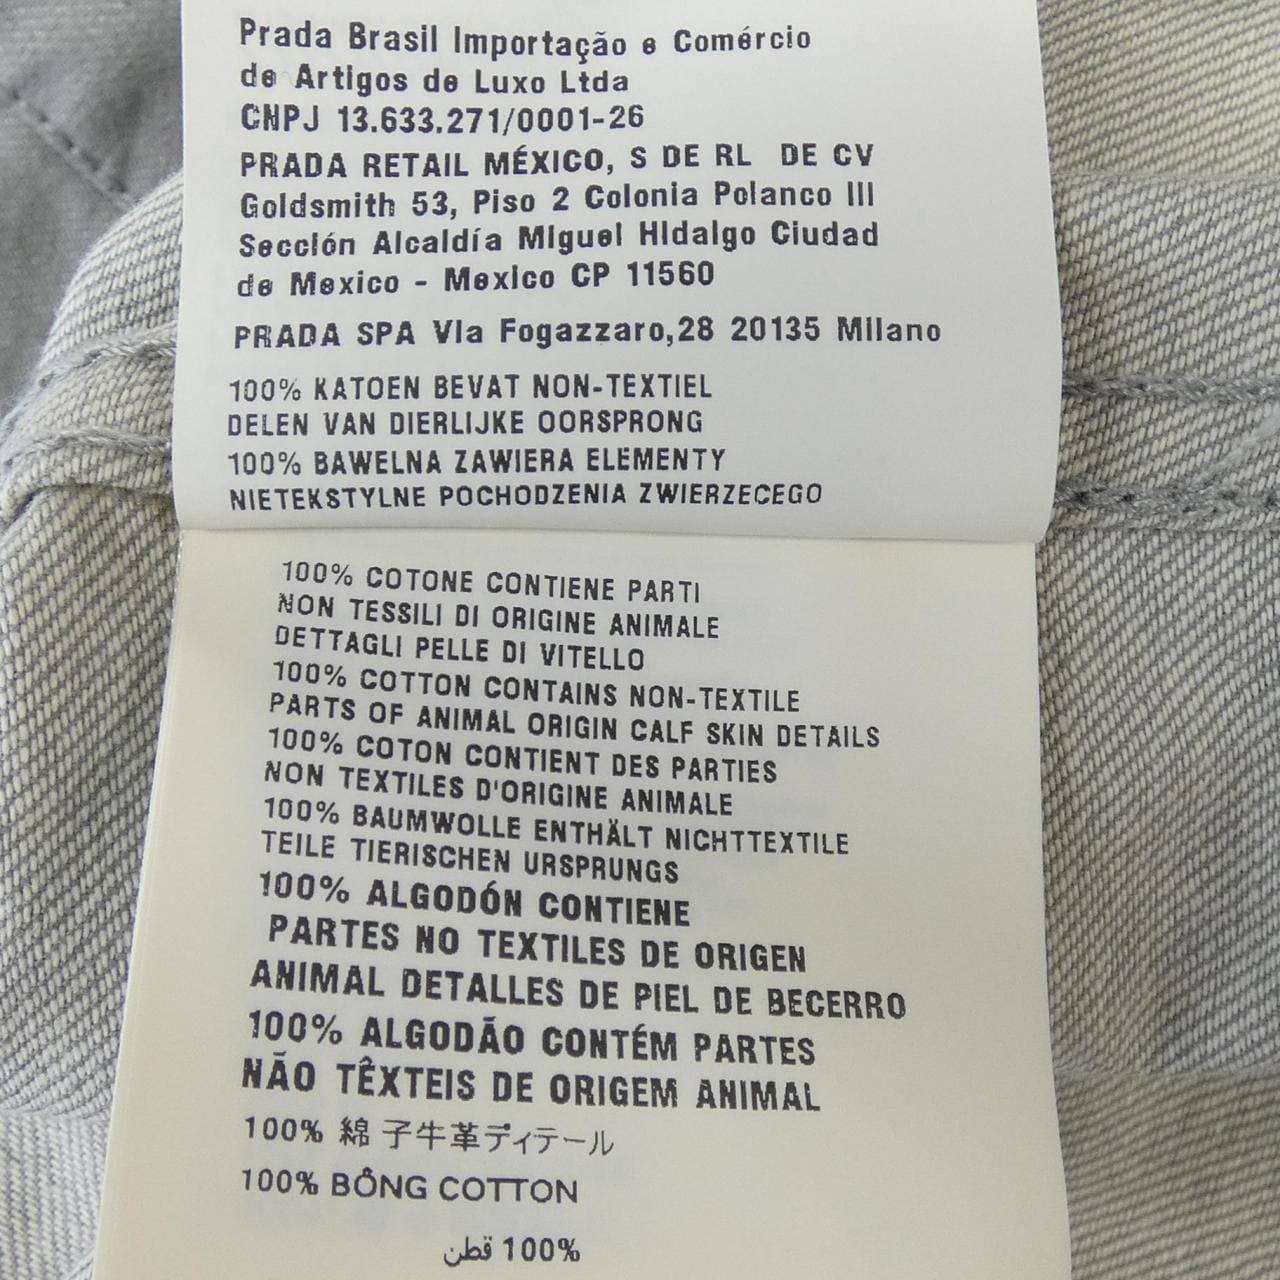 Prada Brasil Importação e Comércio
de Artigos de Luxo Ltda
CNPJ 13.633.271/0001-26
PRADA RETAIL MÉXICO, S DE RL DE CV
Goldsmith 53, Piso 2 Colonia Polanco III
Sección Alcaldía Miguel Hidalgo Ciudad
de Mexico - Mexico CP 11560
PRADA SPA Via Fogazzaro,28 20135 Milano
100% KATOEN BEVAT NON-TEXTIEL
DELEN VAN DIERLIJKE OORSPRONG
100% BAWELNA ZAWIERA ELEMENTY
NIETEKSTYLNE POCHODZENIA ZWIERZECEGO
100% COTONE CONTIENE PARTI
NON TESSILI DI ORIGINE ANIMALE
DETTAGLI PELLE DI VITELLO
100% COTTON CONTAINS NON-TEXTILE
PARTS OF ANIMAL ORIGIN CALF SKIN DETAILS
100% COTON CONTIENT DES PARTIES
NON TEXTILES D'ORIGINE ANIMALE
100% BAUMWOLLE ENTHÄLT NICHTTEXTILE
TEILE TIERISCHEN URSPRUNGS
100% ALGODÓN CONTIENE
PARTES NO TEXTILES DE ORIGEN
ANIMAL DETALLES DE PIEL DE BECERRO
100% ALGODÃO CONTÉM PARTES
NÃO TÊXTEIS DE ORIGEM ANIMAL
100% 綿 子牛革ディテール
100% BÔNG COTTON
100% قطن